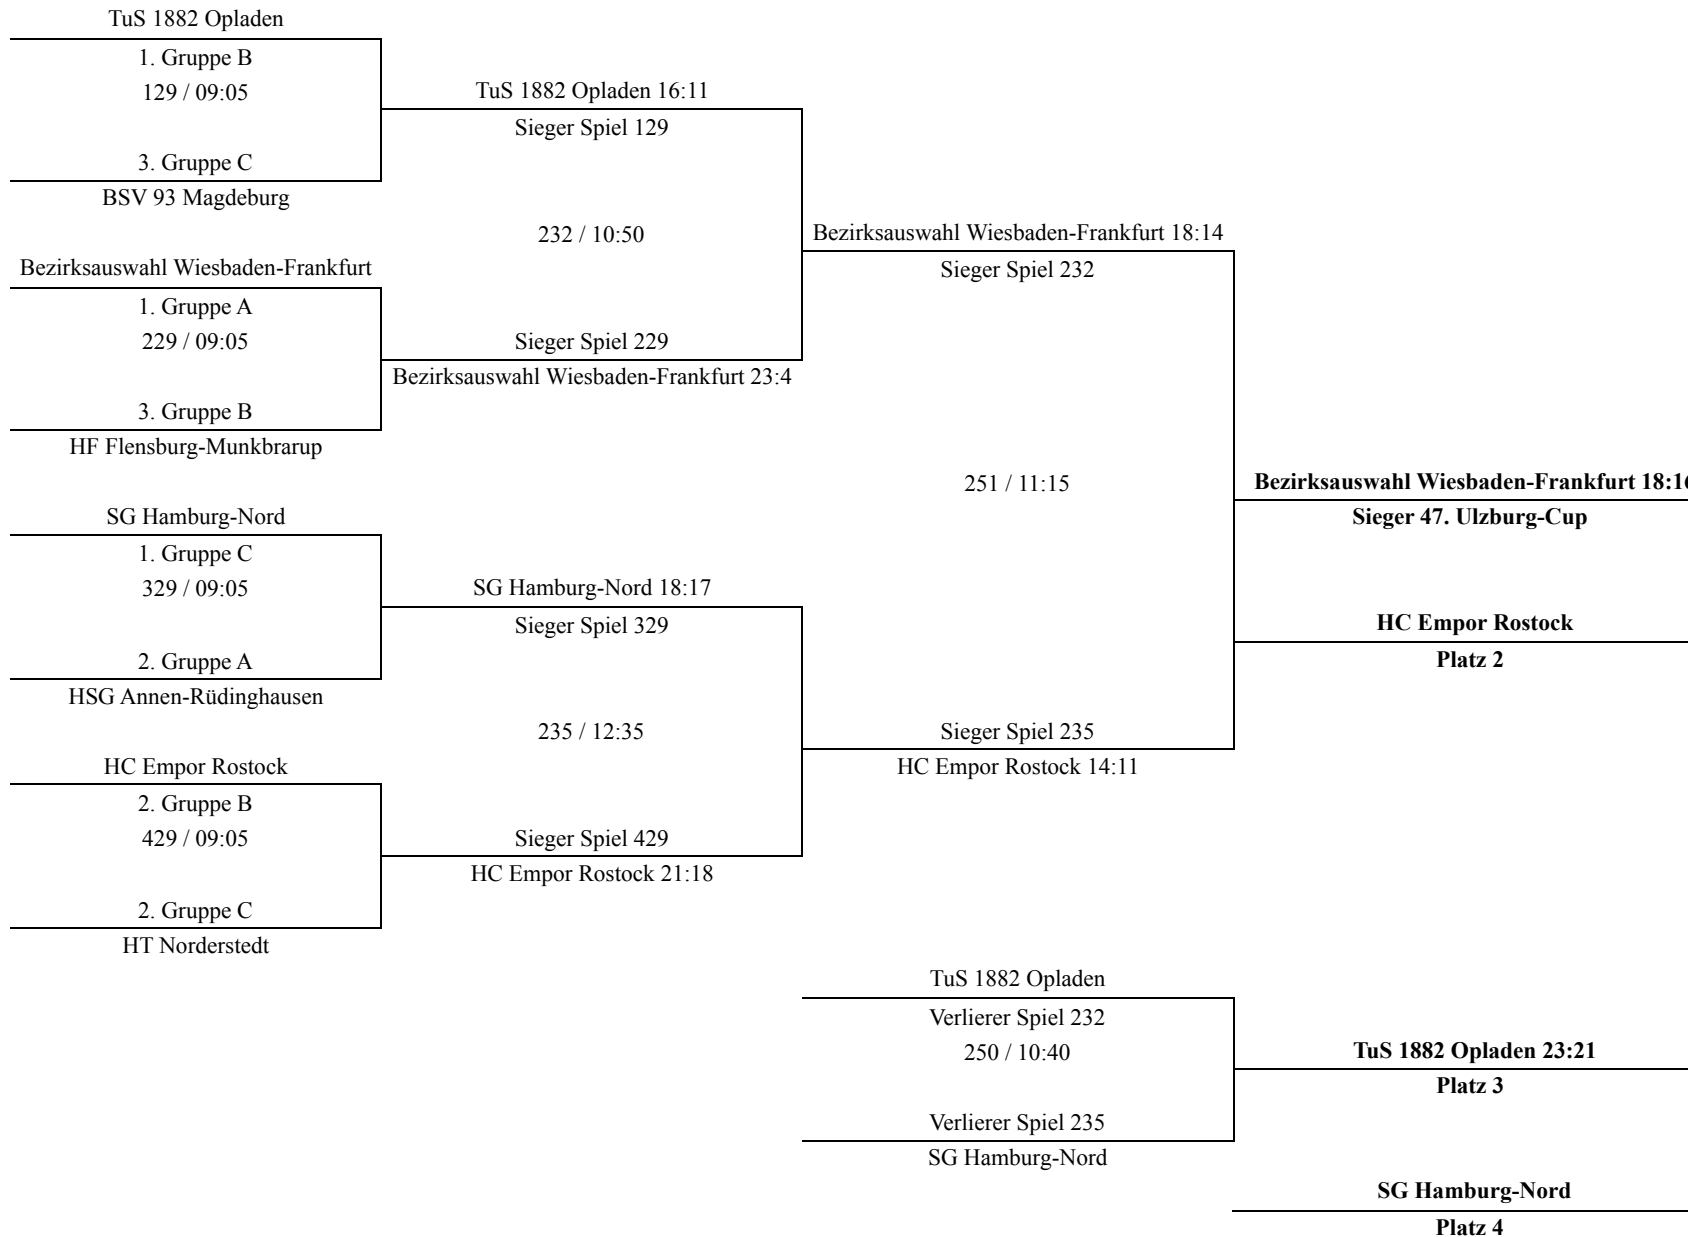 TuS 1882 Opladen
1. Gruppe B
129 / 09:05
3. Gruppe C
BSV 93 Magdeburg
Bezirksauswahl Wiesbaden-Frankfurt
1. Gruppe A
229 / 09:05
3. Gruppe B
HF Flensburg-Munkbrarup
SG Hamburg-Nord
1. Gruppe C
329 / 09:05
2. Gruppe A
HSG Annen-Rüdinghausen
HC Empor Rostock
2. Gruppe B
429 / 09:05
2. Gruppe C
HT Norderstedt
TuS 1882 Opladen 16:11
Sieger Spiel 129
232 / 10:50
Sieger Spiel 229
Bezirksauswahl Wiesbaden-Frankfurt 23:4
SG Hamburg-Nord 18:17
Sieger Spiel 329
235 / 12:35
Sieger Spiel 429
HC Empor Rostock 21:18
Bezirksauswahl Wiesbaden-Frankfurt 18:14
Sieger Spiel 232
251 / 11:15
Sieger Spiel 235
HC Empor Rostock 14:11
Bezirksauswahl Wiesbaden-Frankfurt 18:16
Sieger 47. Ulzburg-Cup
HC Empor Rostock
Platz 2
TuS 1882 Opladen
Verlierer Spiel 232
250 / 10:40
Verlierer Spiel 235
SG Hamburg-Nord
TuS 1882 Opladen 23:21
Platz 3
SG Hamburg-Nord
Platz 4